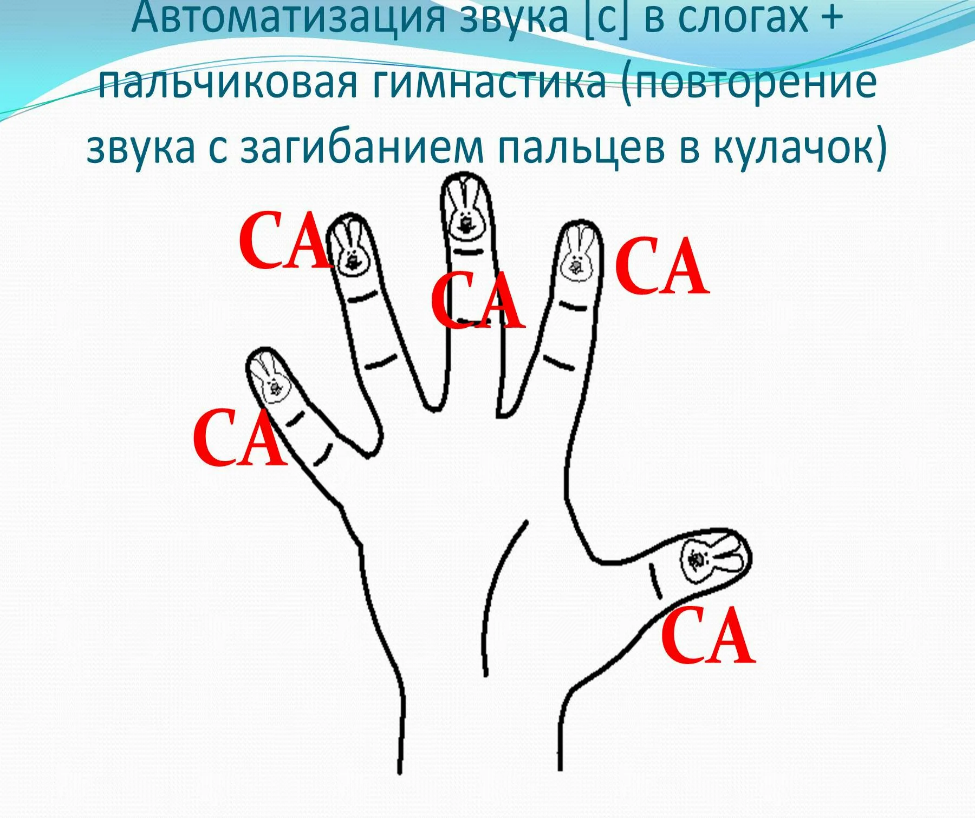 Автоматизация звука [с] в слогах +
пальчиковая гимнастика (повторение
звука с загибанием пальцев в кулачок)
СА
СА
СА
СА
СА